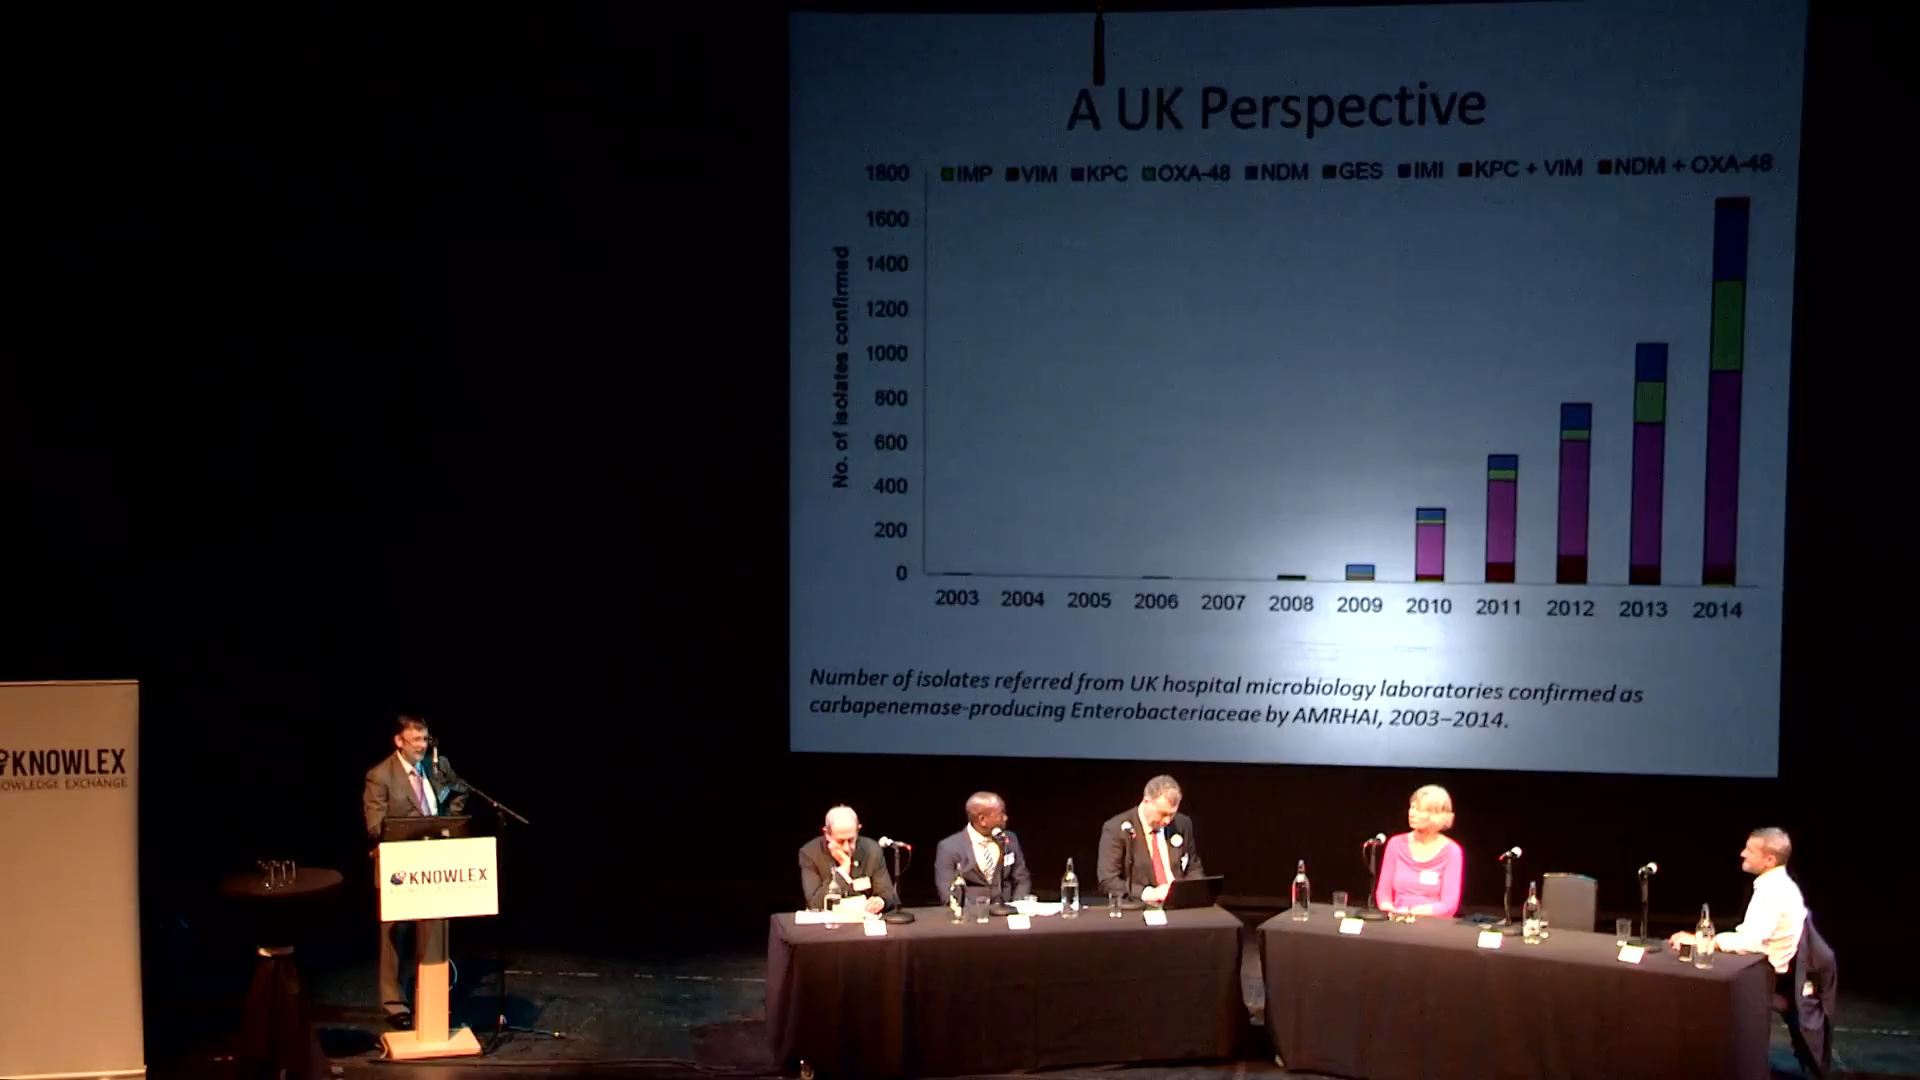 A UK Perspective
IMP VIM KPC OXA-48 NDM GES IMI KPC + VIM NDM + OXA-48
No. of isolates confirmed
1800
1600
1400
1200
1000
800
600
400
200
0
2003 2004 2005 2006 2007 2008 2009 2010 2011 2012 2013 2014
Number of isolates referred from UK hospital microbiology laboratories confirmed as
carbapenemase-producing Enterobacteriaceae by AMRHAI, 2003–2014.
KNOWLEX
OWLEDGE EXCHANGE
KNOWLEX